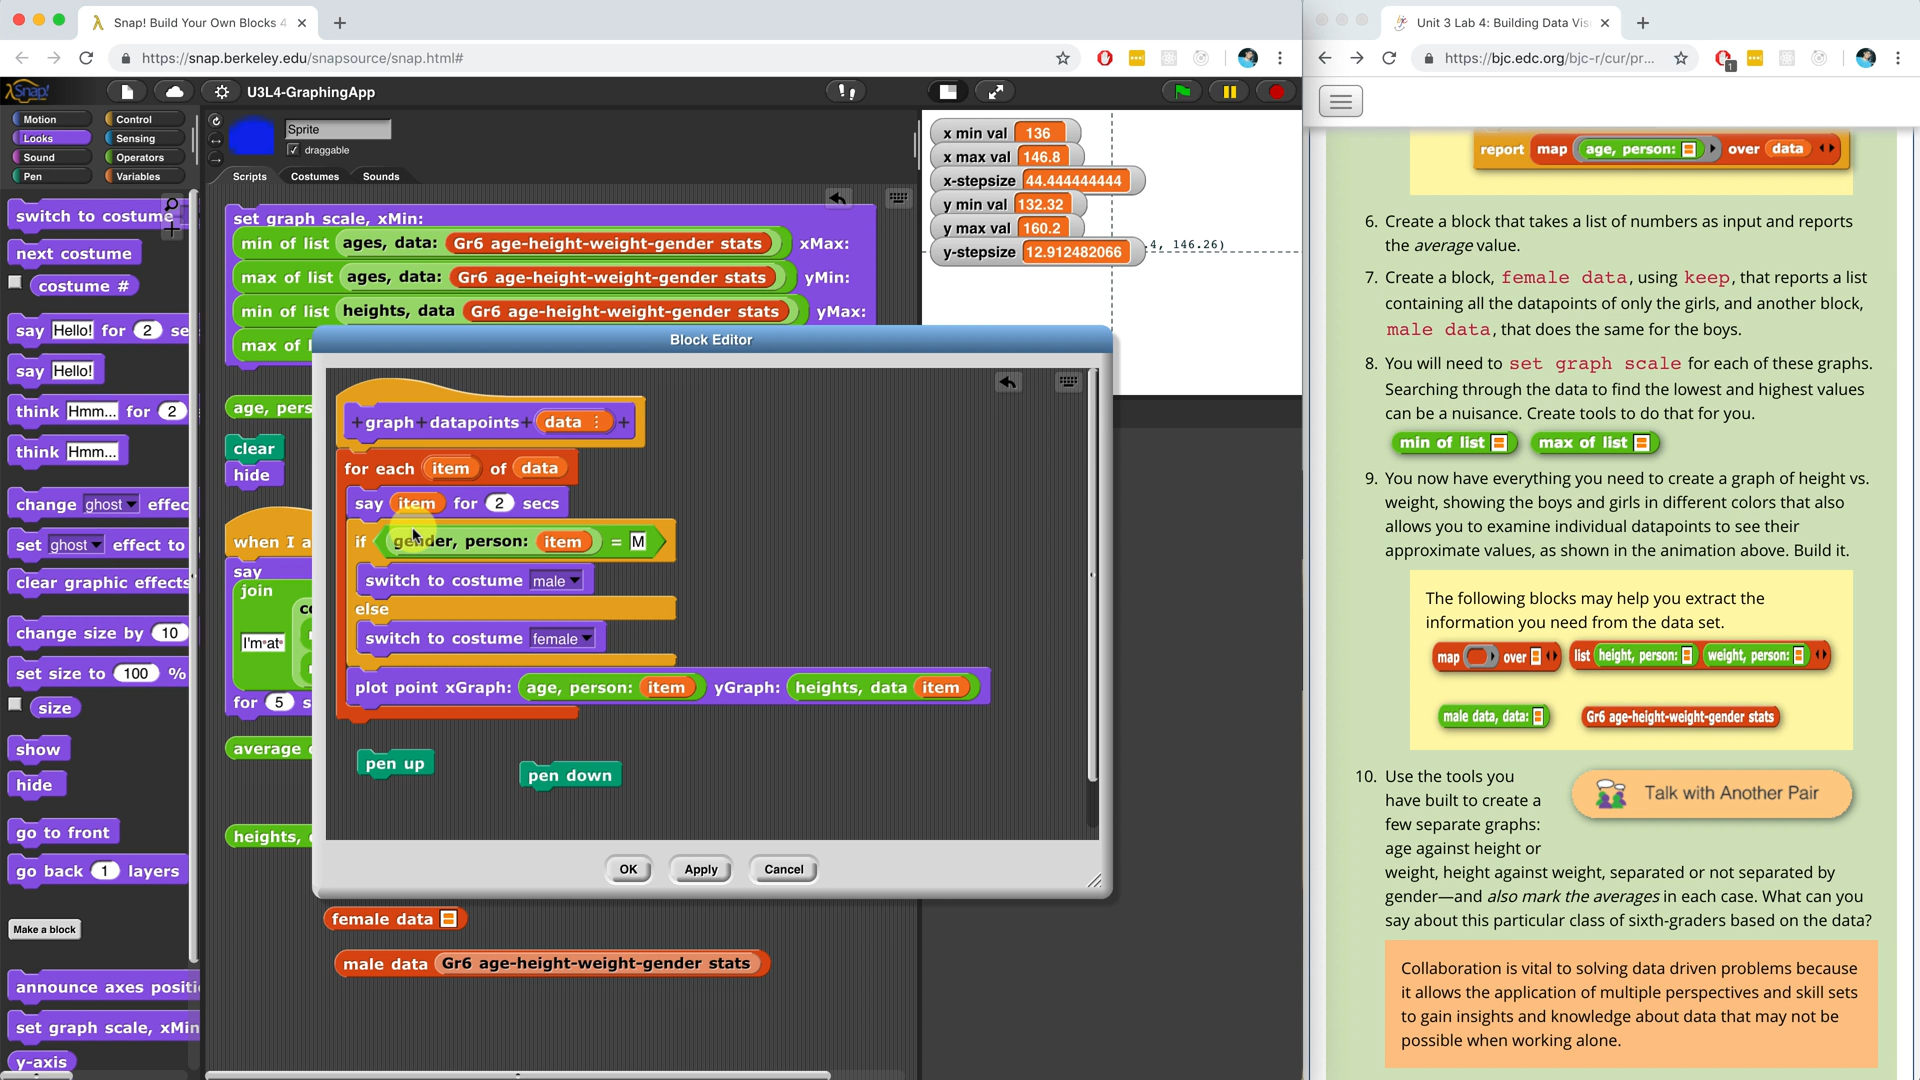 Snap! Build Your Own Blocks 4
https://snap.berkeley.edu/snapsource/snap.html#
Snap!
U3L4-GraphingApp
Motion
Control
Looks
Sensing
Sound
Operators
Pen
Variables
switch to costume
next costume
costume #
say Hello! for 2 se
say Hello!
think Hmm... for 2
think Hmm...
change ghost effec
set ghost effect to
clear graphic effects
change size by 10
set size to 100 %
size
show
hide
go to front
go back 1 layers
Make a block
announce axes positi
set graph scale, xMin
y-axis
Sprite
draggable
Scripts
Costumes
Sounds
set graph scale, xMin:
min of list ages, data: Gr6 age-height-weight-gender stats xMax:
max of list ages, data: Gr6 age-height-weight-gender stats yMin:
min of list heights, data Gr6 age-height-weight-gender stats yMax:
max of l
age, pers
clear
hide
when I a
say
join
co
I'm at
for 5 s
average
heights,
Block Editor
+graph+datapoints+ data +
for each item of data
say item for 2 secs
if gender, person: item = M
switch to costume male
else
switch to costume female
plot point xGraph: age, person: item yGraph: heights, data item
pen up
pen down
OK
Apply
Cancel
female data
male data Gr6 age-height-weight-gender stats
x min val 136
x max val 146.8
x-stepsize 44.444444444
y min val 132.32
y max val 160.2
y-stepsize 12.912482066
4, 146.26)
Unit 3 Lab 4: Building Data Vis
https://bjc.edc.org/bjc-r/cur/pr...
1
report map age, person: over data
6. Create a block that takes a list of numbers as input and reports
the average value.
7. Create a block, female data, using keep, that reports a list
containing all the datapoints of only the girls, and another block,
male data, that does the same for the boys.
8. You will need to set graph scale for each of these graphs.
Searching through the data to find the lowest and highest values
can be a nuisance. Create tools to do that for you.
min of list
max of list
9. You now have everything you need to create a graph of height vs.
weight, showing the boys and girls in different colors that also
allows you to examine individual datapoints to see their
approximate values, as shown in the animation above. Build it.
The following blocks may help you extract the
information you need from the data set.
map over
list height, person: weight, person:
male data, data:
Gr6 age-height-weight-gender stats
10. Use the tools you
have built to create a
few separate graphs:
age against height or
weight, height against weight, separated or not separated by
gender—and also mark the averages in each case. What can you
say about this particular class of sixth-graders based on the data?
Talk with Another Pair
Collaboration is vital to solving data driven problems because
it allows the application of multiple perspectives and skill sets
to gain insights and knowledge about data that may not be
possible when working alone.